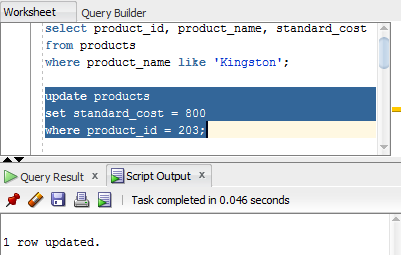 Worksheet Query Builder
select product_id, product_name, standard_cost
from products
where product_name like 'Kingston';
update products
set standard_cost = 800
where product_id = 203;
Query Result x Script Output x
Task completed in 0.046 seconds
1 row updated.